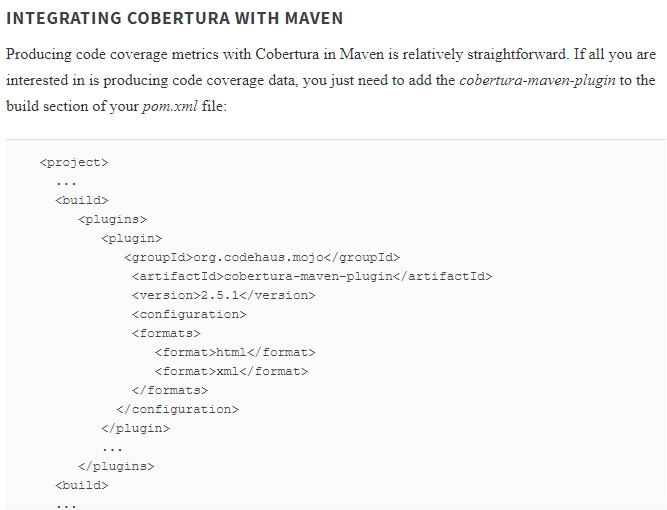 INTEGRATING COBERTURA WITH MAVEN
Producing code coverage metrics with Cobertura in Maven is relatively straightforward. If all you are
interested in is producing code coverage data, you just need to add the cobertura-maven-plugin to the
build section of your pom.xml file:
<project>
...
<build>
<plugins>
<plugin>
<groupId>org.codehaus.mojo</groupId>
<artifactId>cobertura-maven-plugin</artifactId>
<version>2.5.1</version>
<configuration>
<formats>
<format>html</format>
<format>xml</format>
</formats>
</configuration>
</plugin>
...
</plugins>
<build>
...